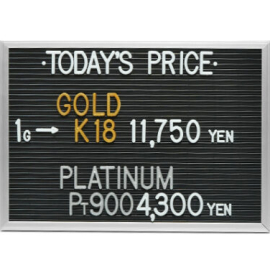 ·TODAY'S PRICE·
GOLD
1G → K18 11,750 YEN
PLATINUM
PT900 4,300 YEN